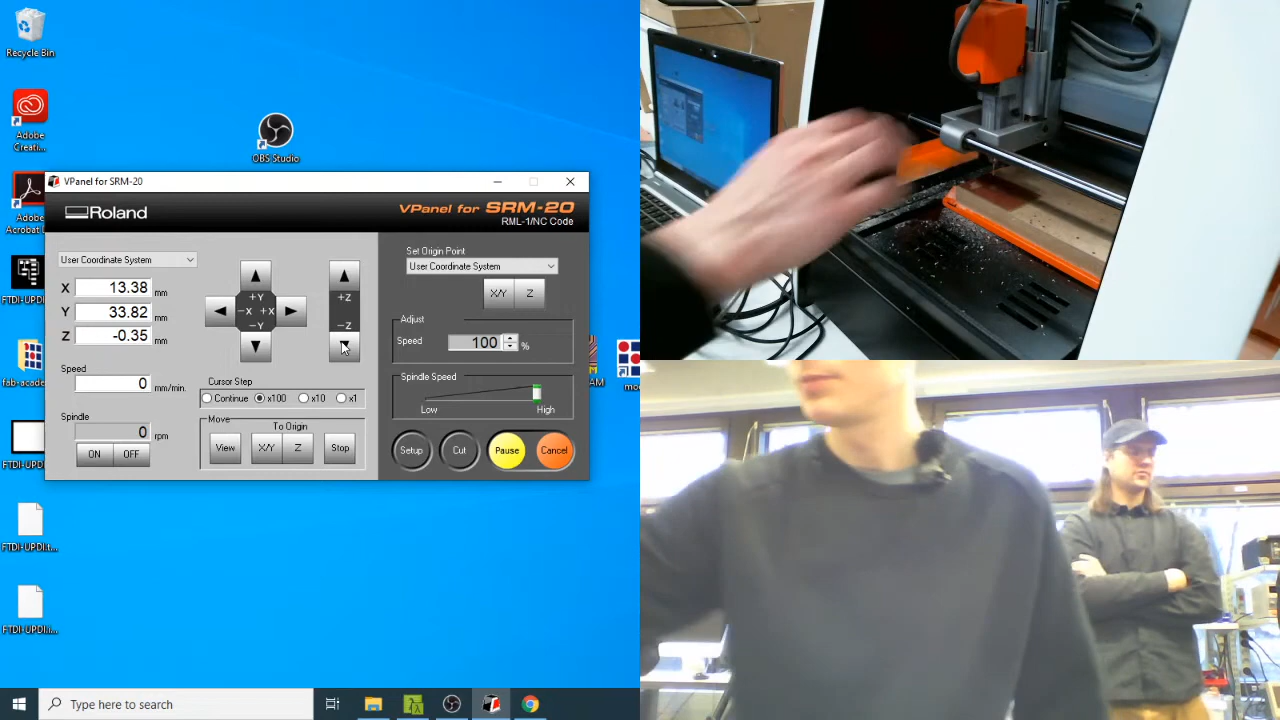 Recycle Bin
Adobe
Creati...
Adobe
Acrobat
FTDI-UPDI
fab-acade
FTDI-UPDI
FTDI-UPDI:t...
FTDI-UPDIi...
OBS Studio
VPanel for SRM-20
Roland
VPanel for SRM-20
RML-1/NC Code
User Coordinate System
X 13.38 mm
Y 33.82 mm
Z -0.35 mm
Speed
0 mm/min.
Spindle
0 rpm
ON OFF
+Y
-X +X
-Y
+Z
-Z
Cursor Step
Continue x100 x10 x1
Move
To Origin
View X/Y Z Stop
Set Origin Point
User Coordinate System
X/Y Z
Adjust
Speed 100 %
Spindle Speed
Low High
Setup Cut Pause Cancel
AM
mo
Type here to search